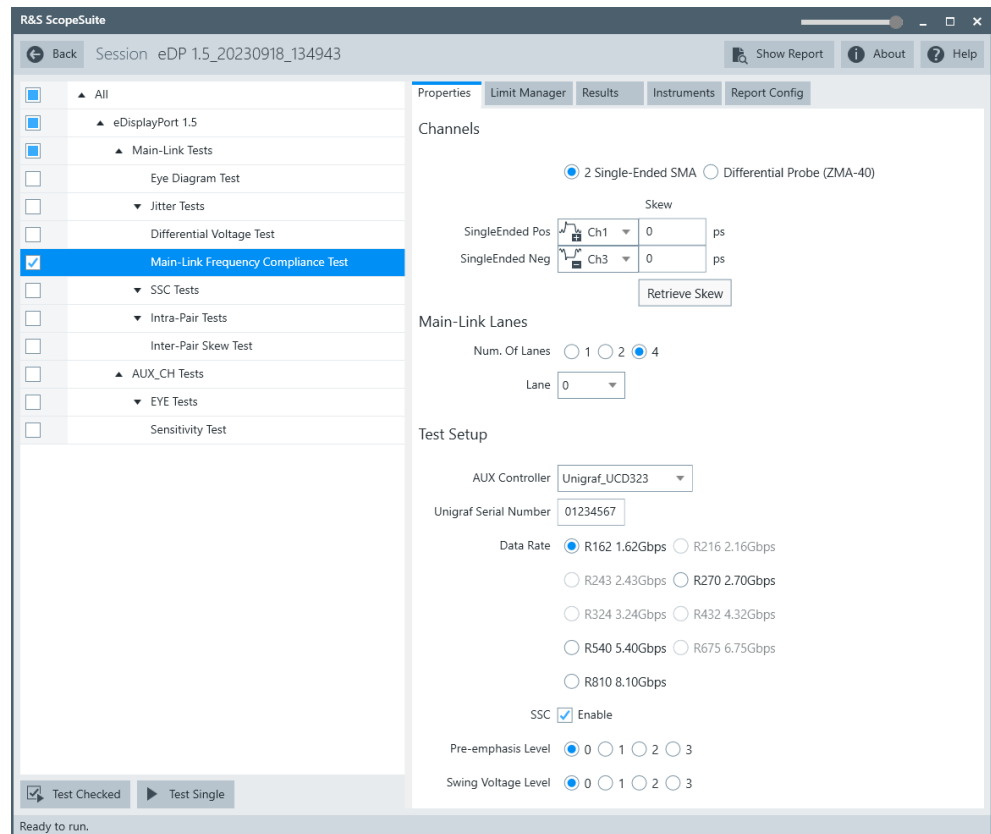 R&S ScopeSuite
Back Session eDP 1.5_20230918_134943 Show Report About Help
All
eDisplayPort 1.5
Main-Link Tests
Eye Diagram Test
Jitter Tests
Differential Voltage Test
Main-Link Frequency Compliance Test
SSC Tests
Intra-Pair Tests
Inter-Pair Skew Test
AUX_CH Tests
EYE Tests
Sensitivity Test
Test Checked Test Single
Properties Limit Manager Results Instruments Report Config
Channels
2 Single-Ended SMA Differential Probe (ZMA-40)
Skew
SingleEnded Pos Ch1 0 ps
SingleEnded Neg Ch3 0 ps
Retrieve Skew
Main-Link Lanes
Num. Of Lanes 1 2 4
Lane 0
Test Setup
AUX Controller Unigraf_UCD323
Unigraf Serial Number 01234567
Data Rate R162 1.62Gbps R216 2.16Gbps
R243 2.43Gbps R270 2.70Gbps
R324 3.24Gbps R432 4.32Gbps
R540 5.40Gbps R675 6.75Gbps
R810 8.10Gbps
SSC Enable
Pre-emphasis Level 0 1 2 3
Swing Voltage Level 0 1 2 3
Ready to run.